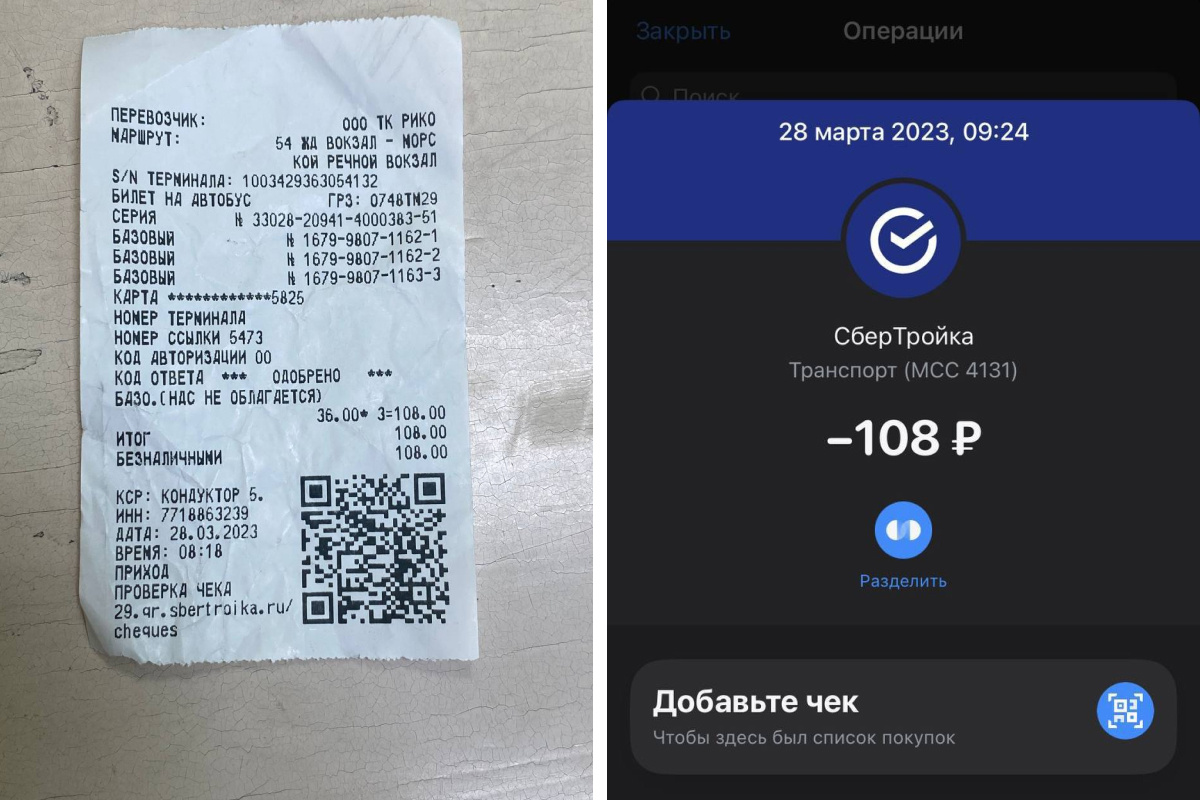 ПЕРЕВОЗЧИК: ООО ТК РИКО
МАРШРУТ: 54 ЖД ВОКЗАЛ - МОРС
КОЙ РЕЧНОЙ ВОКЗАЛ
S/N ТЕРМИНАЛА: 1003429363054132
БИЛЕТ НА АВТОБУС ГРЗ: О748ТМ29
СЕРИЯ № 33028-20941-4000383-51
БАЗОВЫЙ № 1679-9807-1162-1
БАЗОВЫЙ № 1679-9807-1162-2
БАЗОВЫЙ № 1679-9807-1163-3
КАРТА ************5825
НОМЕР ТЕРМИНАЛА
НОМЕР ССЫЛКИ 5473
КОД АВТОРИЗАЦИИ 00
КОД ОТВЕТА *** ОДОБРЕНО ***
БАЗО.(НДС НЕ ОБЛАГАЕТСЯ)
36.00* 3=108.00
ИТОГ 108.00
БЕЗНАЛИЧНЫМИ 108.00
КСР: КОНДУКТОР 5.
ИНН: 7718863239
ДАТА: 28.03.2023
ВРЕМЯ: 08:18
ПРИХОД
ПРОВЕРКА ЧЕКА
29.qr.sbertroika.ru/
cheques
Закрыть Операции
Поиск
28 марта 2023, 09:24
СберТройка
Транспорт (MCC 4131)
–108 ₽
Разделить
Добавьте чек
Чтобы здесь был список покупок